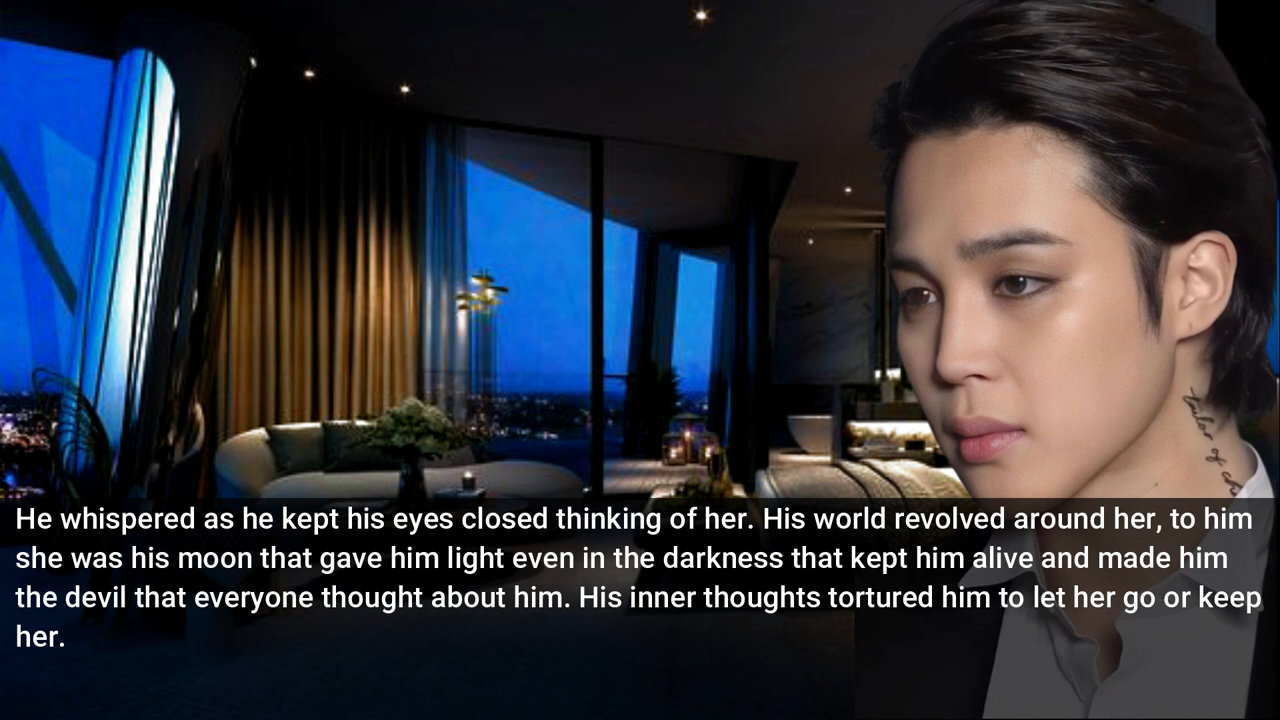 tailor of
He whispered as he kept his eyes closed thinking of her. His world revolved around her, to him
she was his moon that gave him light even in the darkness that kept him alive and made him
the devil that everyone thought about him. His inner thoughts tortured him to let her go or keep
her.